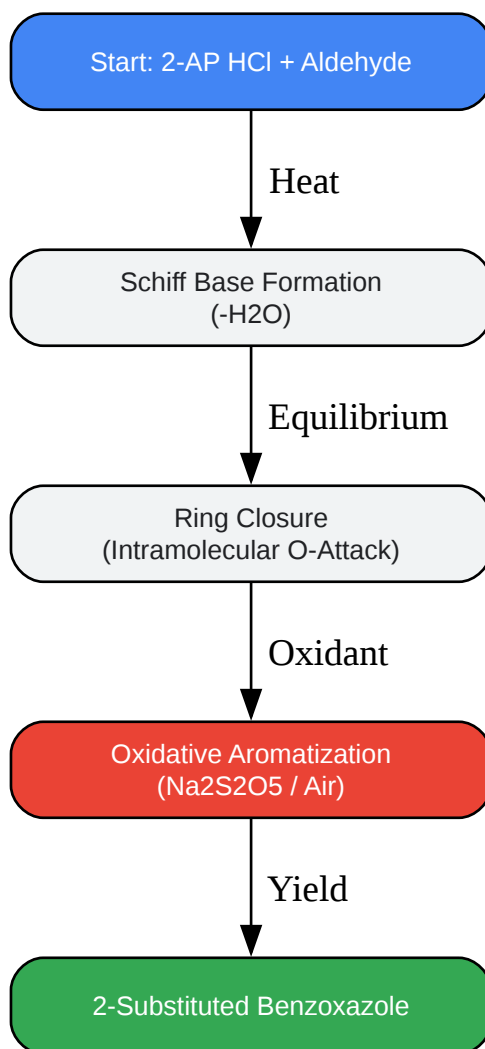 Start: 2-AP HCl + Aldehyde
Heat
Schiff Base Formation
(-H2O)
Equilibrium
Ring Closure
(Intramolecular O-Attack)
Oxidant
Oxidative Aromatization
(Na2S2O5 / Air)
Yield
2-Substituted Benzoxazole